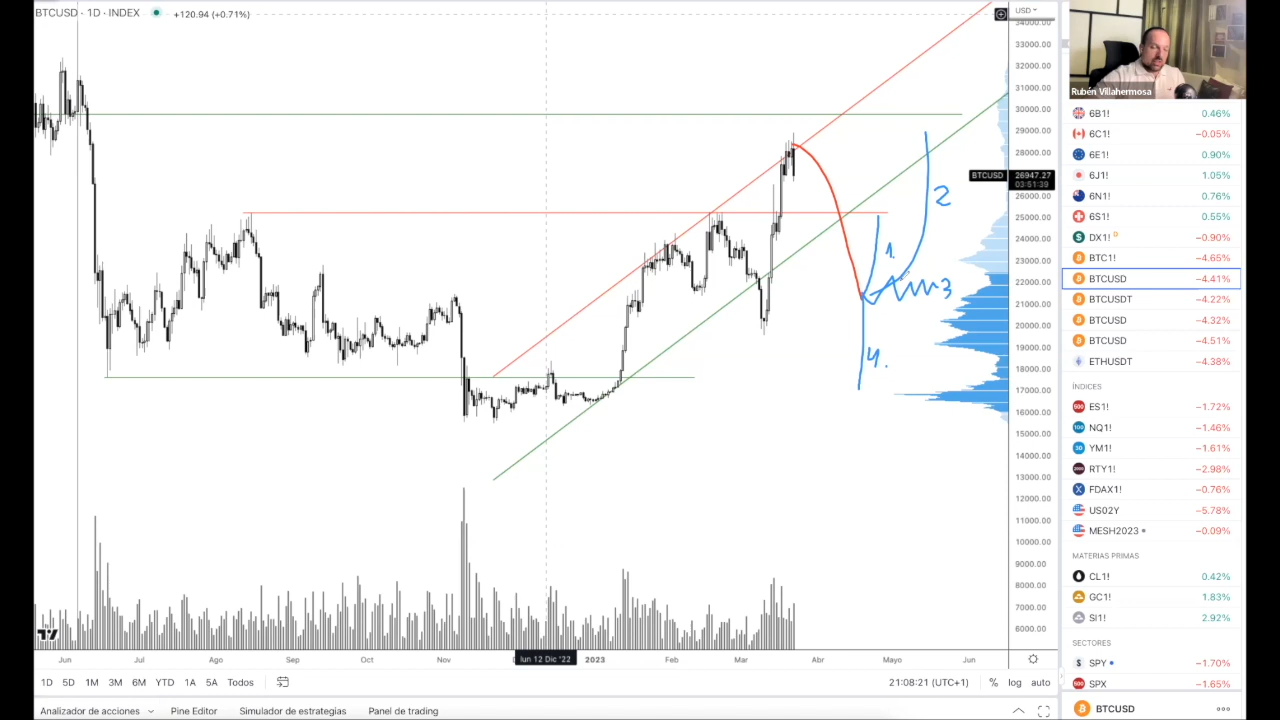 BTCUSD · 1D · INDEX +120.94 (+0.71%)
USD
34000.00
33000.00
32000.00
31000.00
30000.00
29000.00
28000.00
BTCUSD 26947.27
03:51:39
25000.00
24000.00
23000.00
22000.00
21000.00
20000.00
19000.00
18000.00
17000.00
16000.00
15000.00
14000.00
13000.00
12000.00
11000.00
10000.00
9000.00
8000.00
7000.00
6000.00
1.
2
3
4.
Jun Jul Ago Sep Oct Nov lun 12 Dic '22 2023 Feb Mar Abr Mayo Jun
1D 5D 1M 3M 6M YTD 1A 5A Todos 21:08:21 (UTC+1) % log auto
Analizador de acciones Pine Editor Simulador de estrategias Panel de trading
Rubén Villahermosa
6B1! 0.46%
6C1! −0.05%
6E1! 0.90%
6J1! 1.05%
6N1! 0.76%
6S1! 0.55%
DX1! D −0.90%
BTC1! −4.65%
BTCUSD −4.41%
BTCUSDT −4.22%
BTCUSD −4.32%
BTCUSD −4.51%
ETHUSDT −4.38%
ÍNDICES
ES1! −1.72%
NQ1! −1.46%
YM1! −1.61%
RTY1! −2.98%
FDAX1! −0.76%
US02Y −5.78%
MESH2023 −0.09%
MATERIAS PRIMAS
CL1! 0.42%
GC1! 1.83%
SI1! 2.92%
SECTORES
SPY −1.70%
SPX −1.65%
BTCUSD